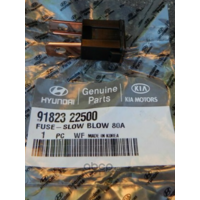 HYUNDAI
Genuine
Parts
KIA MOTORS
91823 22500
FUSE-SLOW BLOW 80A
1 PC WF MADE IN KOREA